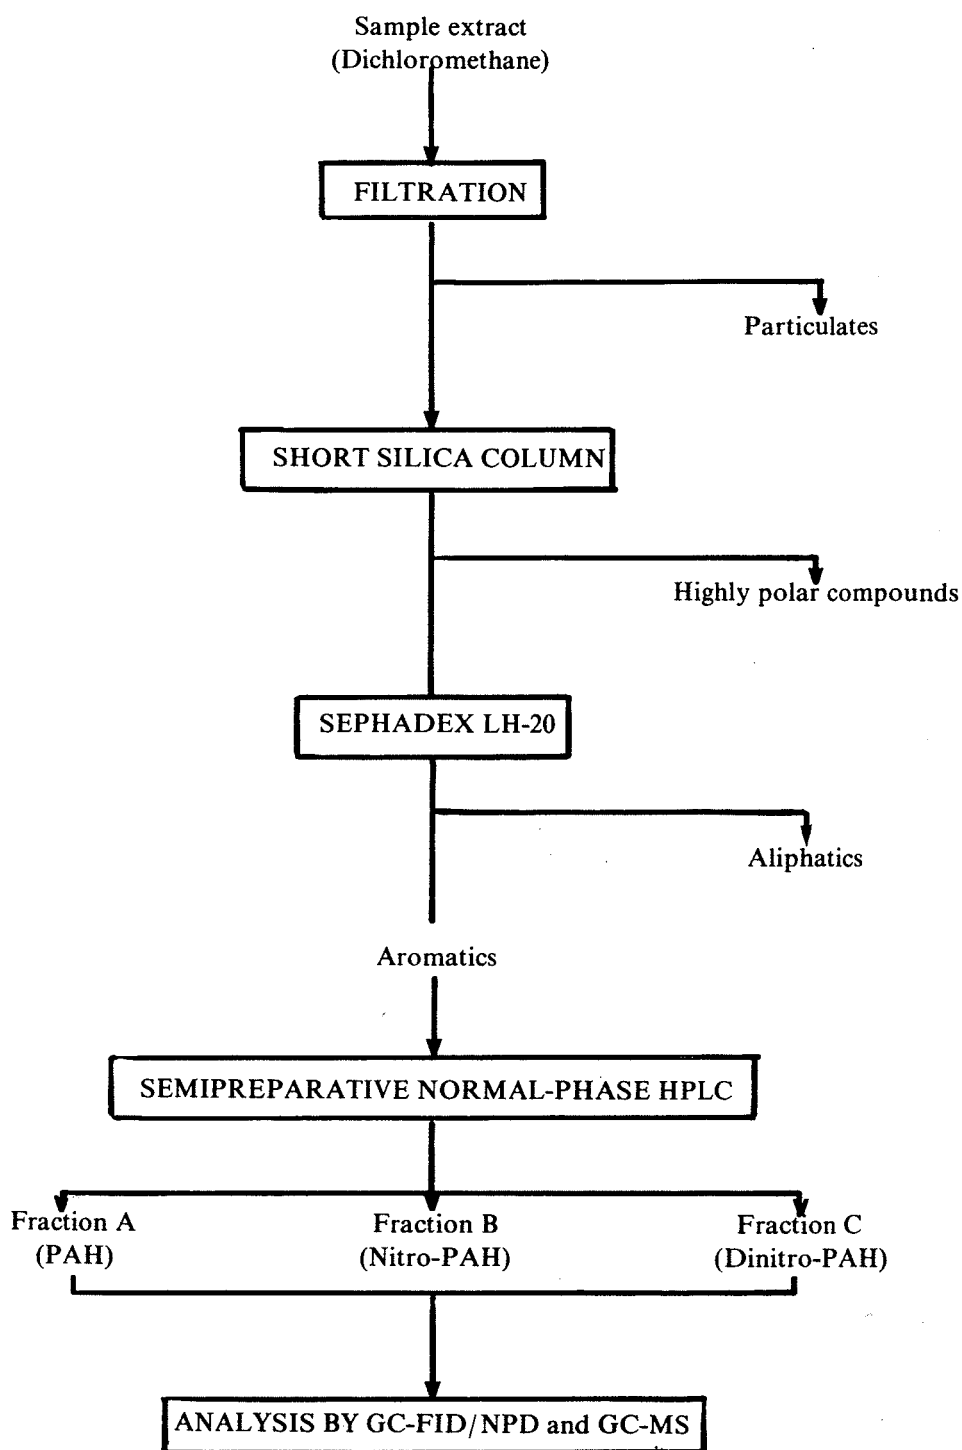 Sample extract
(Dichloromethane)
FILTRATION
Particulates
SHORT SILICA COLUMN
Highly polar compounds
SEPHADEX LH-20
Aliphatics
Aromatics
SEMIPREPARATIVE NORMAL-PHASE HPLC
Fraction A
(PAH)
Fraction B
(Nitro-PAH)
Fraction C
(Dinitro-PAH)
ANALYSIS BY GC-FID/NPD and GC-MS